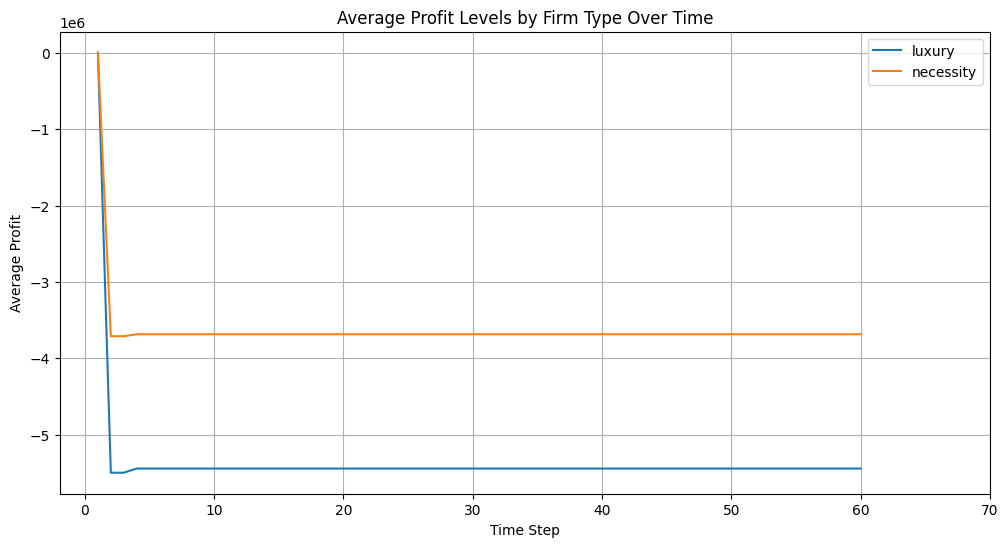 Average Profit Levels by Firm Type Over Time
1e6
luxury
necessity
0
−1
−2
−3
−4
−5
Average Profit
0 10 20 30 40 50 60 70
Time Step